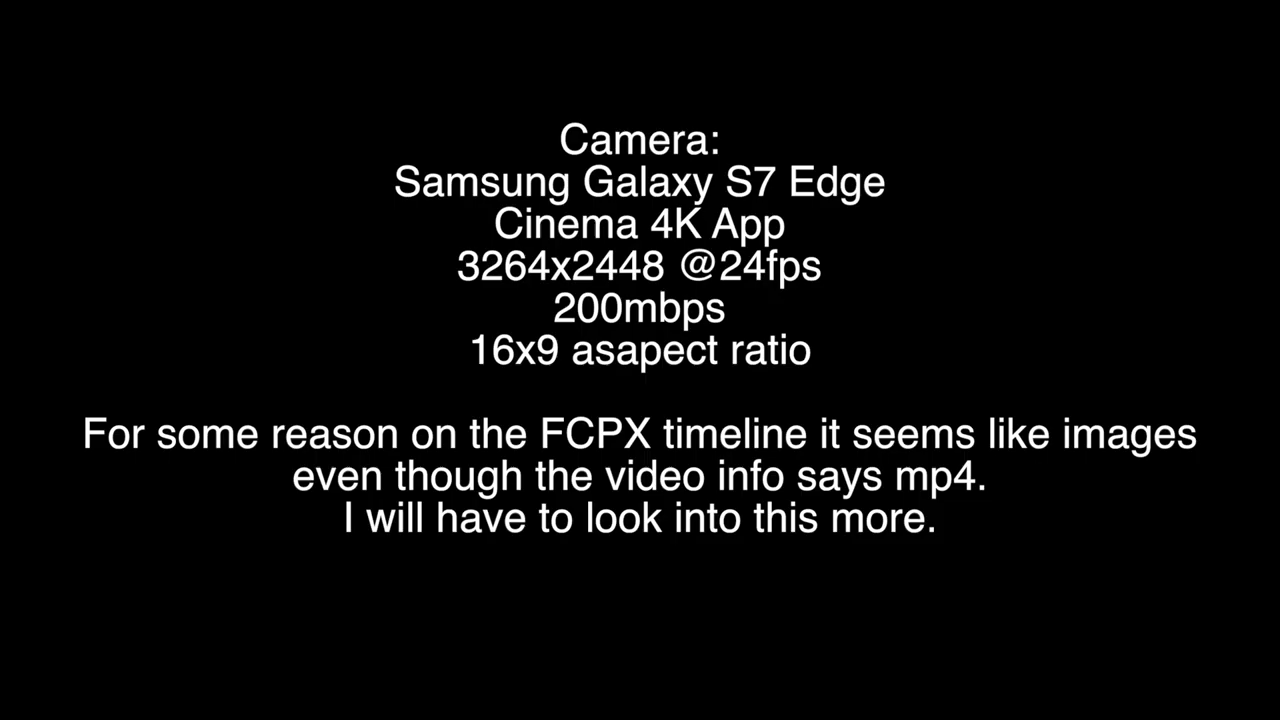 Camera:
Samsung Galaxy S7 Edge
Cinema 4K App
3264x2448 @24fps
200mbps
16x9 asapect ratio
For some reason on the FCPX timeline it seems like images
even though the video info says mp4.
I will have to look into this more.